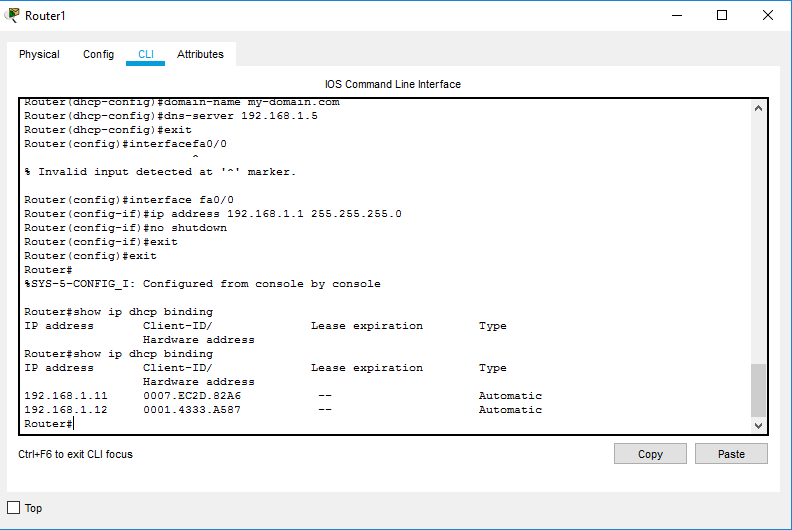 Router1
Physical Config CLI Attributes
IOS Command Line Interface
Router(dhcp-config)#domain-name my-domain.com
Router(dhcp-config)#dns-server 192.168.1.5
Router(dhcp-config)#exit
Router(config)#interfacefa0/0
^
% Invalid input detected at '^' marker.
Router(config)#interface fa0/0
Router(config-if)#ip address 192.168.1.1 255.255.255.0
Router(config-if)#no shutdown
Router(config-if)#exit
Router(config)#exit
Router#
%SYS-5-CONFIG_I: Configured from console by console
Router#show ip dhcp binding
IP address Client-ID/ Lease expiration Type
Hardware address
Router#show ip dhcp binding
IP address Client-ID/ Lease expiration Type
Hardware address
192.168.1.11 0007.EC2D.82A6 -- Automatic
192.168.1.12 0001.4333.A587 -- Automatic
Router#
Ctrl+F6 to exit CLI focus Copy Paste
Top